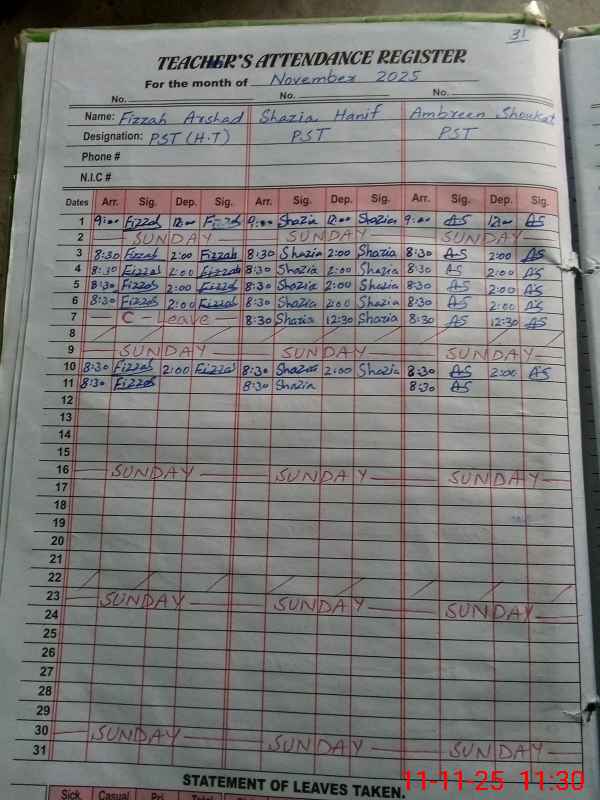 31
TEACHER'S ATTENDANCE REGISTER
For the month of November 2025
No. No. No.
Name: Fizzah Arshad Shazia Hanif Ambreen Shoukat
Designation: PST (H.T) PST PST
Phone #
N.I.C #
Dates Arr. Sig. Dep. Sig. Arr. Sig. Dep. Sig. Arr. Sig. Dep. Sig.
1 9:00 Fizzah 12:00 Fizzah 9:00 Shazia 12:00 Shazia 9:00 AS 12:00 AS
2 SUNDAY SUNDAY SUNDAY
3 8:30 Fizzah 2:00 Fizzah 8:30 Shazia 2:00 Shazia 8:30 AS 2:00 AS
4 8:30 Fizzah 2:00 Fizzah 8:30 Shazia 2:00 Shazia 8:30 AS 2:00 AS
5 8:30 Fizzah 2:00 Fizzah 8:30 Shazia 2:00 Shazia 8:30 AS 2:00 AS
6 8:30 Fizzah 2:00 Fizzah 8:30 Shazia 2:00 Shazia 8:30 AS 2:00 AS
7 C - Leave 8:30 Shazia 12:30 Shazia 8:30 AS 12:30 AS
8
9 SUNDAY SUNDAY SUNDAY
10 8:30 Fizzah 2:00 Fizzah 8:30 Shazia 2:00 Shazia 8:30 AS 2:00 AS
11 8:30 Fizzah 8:30 Shazia 8:30 AS
12
13
14
15
16 SUNDAY SUNDAY SUNDAY
17
18
19
20
21
22
23 SUNDAY SUNDAY SUNDAY
24
25
26
27
28
29
30 SUNDAY SUNDAY SUNDAY
31
STATEMENT OF LEAVES TAKEN.
Sick Casual Pri. Total
11-11-25 11:30